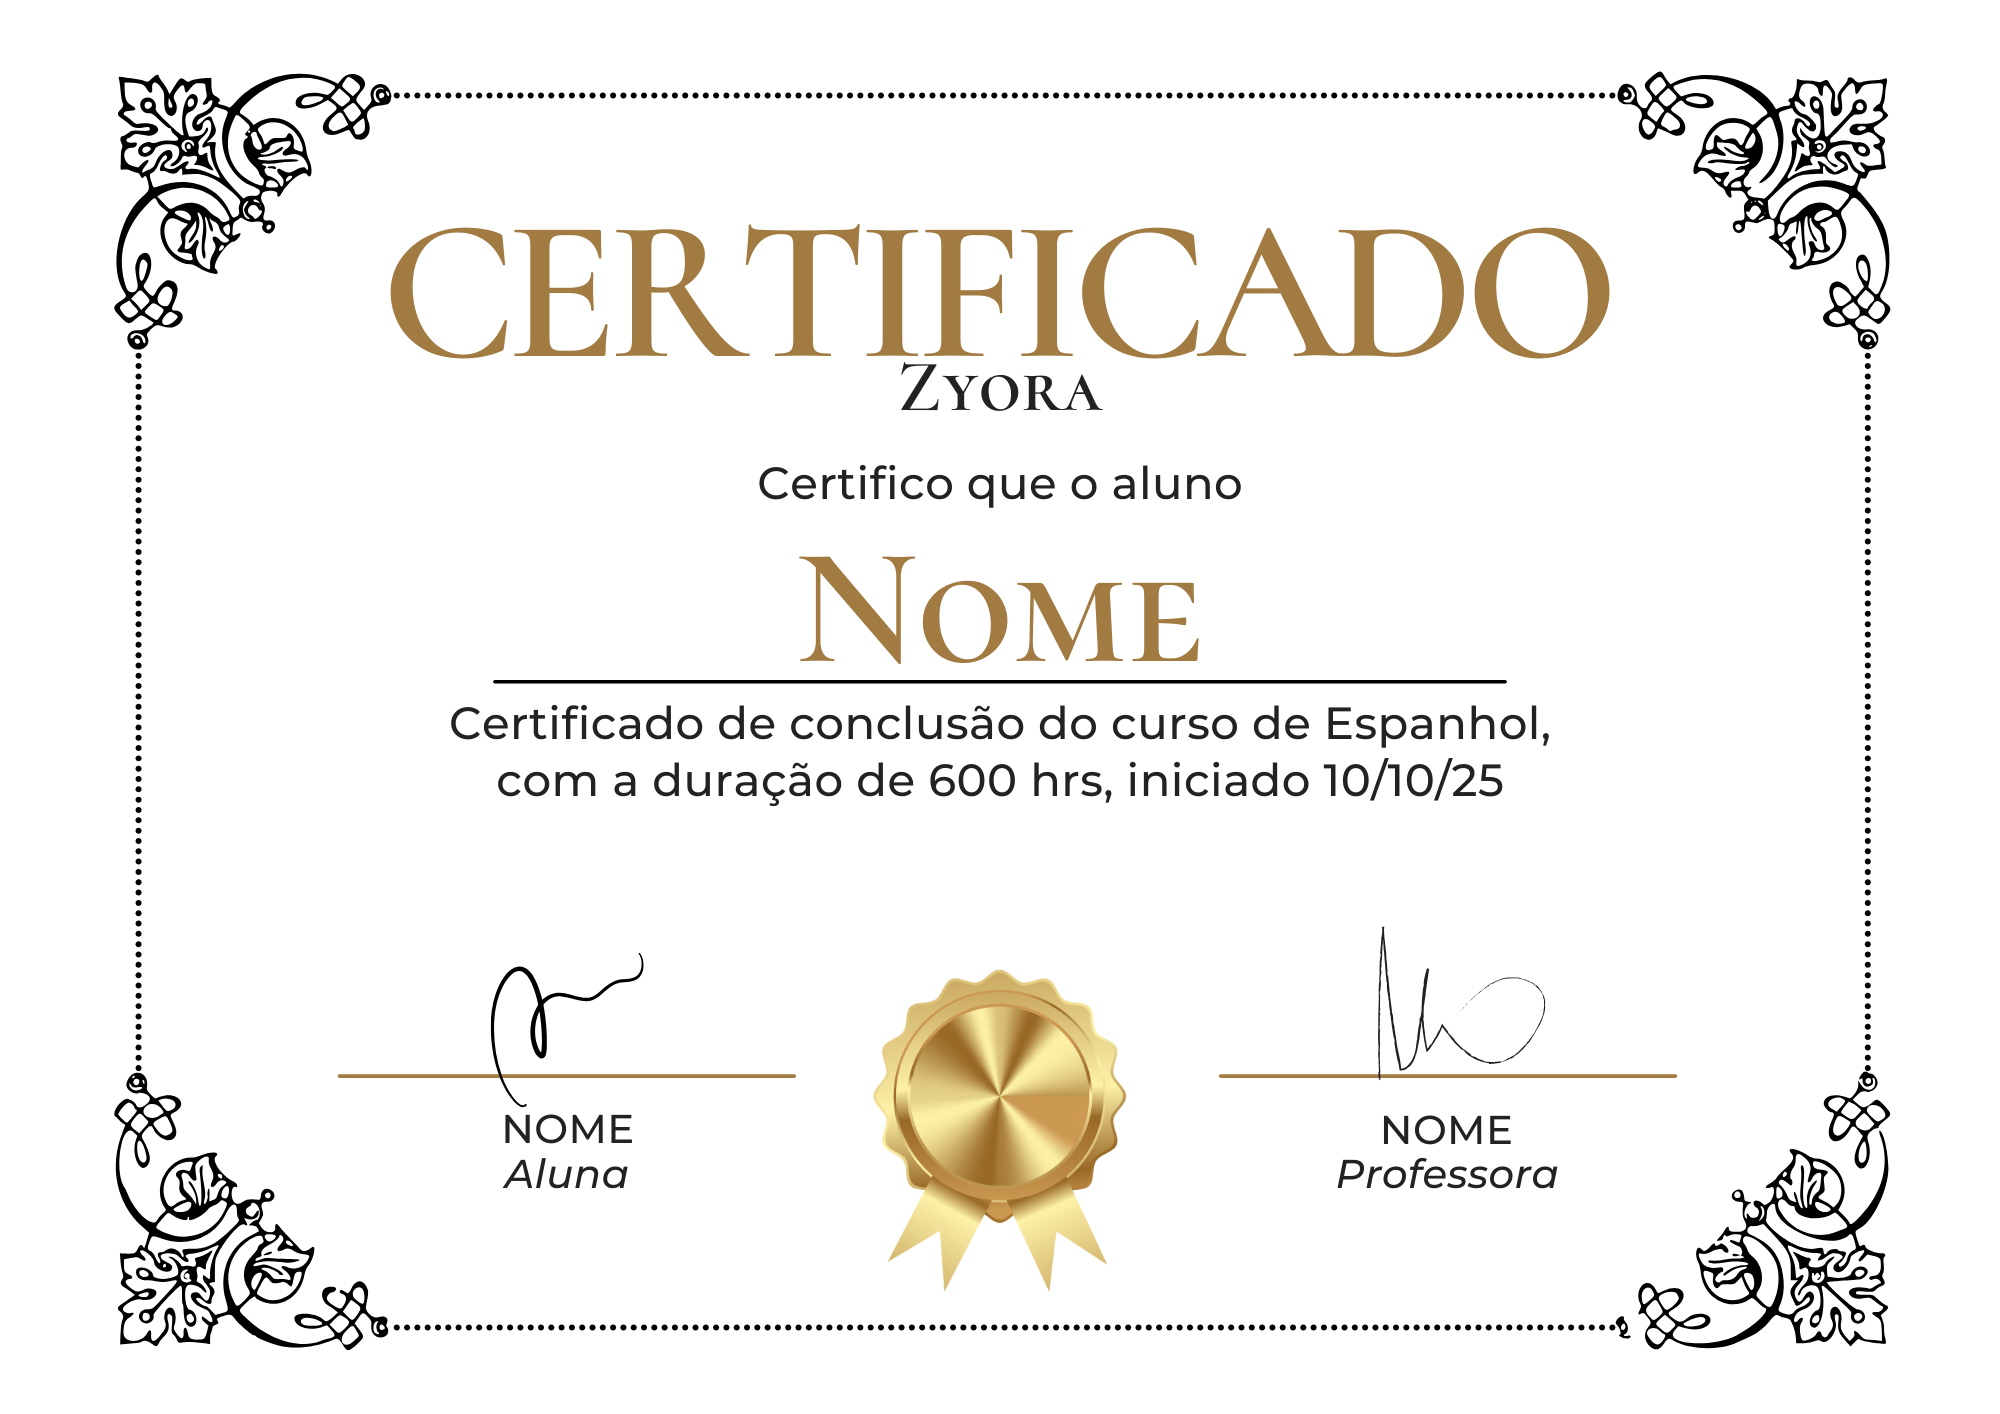 CERTIFICADO
Zyora
Certifico que o aluno
Nome
Certificado de conclusão do curso de Espanhol,
com a duração de 600 hrs, iniciado 10/10/25
NOME
Aluna
NOME
Professora